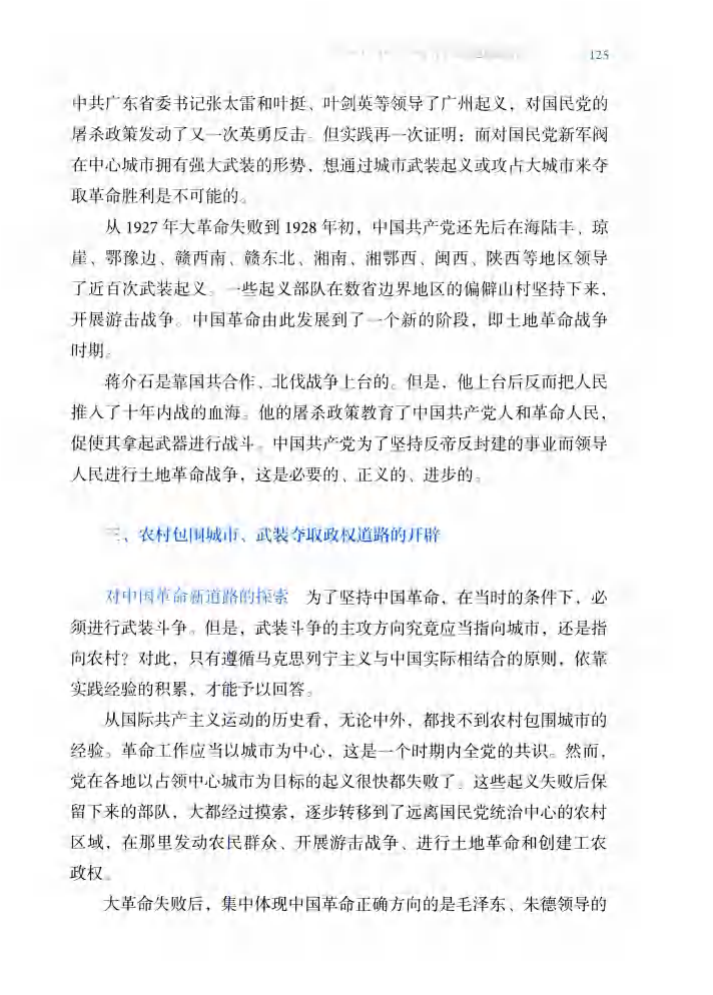 125
中共广东省委书记张太雷和叶挺、叶剑英等领导了广州起义，对国民党的
屠杀政策发动了又一次英勇反击。但实践再一次证明：面对国民党新军阀
在中心城市拥有强大武装的形势，想通过城市武装起义或攻占大城市来夺
取革命胜利是不可能的。
从 1927 年大革命失败到 1928 年初，中国共产党还先后在海陆丰、琼
崖、鄂豫边、赣西南、赣东北、湘南、湘鄂西、闽西、陕西等地区领导
了近百次武装起义。一些起义部队在数省边界地区的偏僻山村坚持下来，
开展游击战争。中国革命由此发展到了一个新的阶段，即土地革命战争
时期。
蒋介石是靠国共合作、北伐战争上台的。但是，他上台后反而把人民
推入了十年内战的血海。他的屠杀政策教育了中国共产党人和革命人民，
促使其拿起武器进行战斗。中国共产党为了坚持反帝反封建的事业而领导
人民进行土地革命战争，这是必要的、正义的、进步的。
三、农村包围城市、武装夺取政权道路的开辟
对中国革命新道路的探索 为了坚持中国革命，在当时的条件下，必
须进行武装斗争。但是，武装斗争的主攻方向究竟应当指向城市，还是指
向农村？对此，只有遵循马克思列宁主义与中国实际相结合的原则，依靠
实践经验的积累，才能予以回答。
从国际共产主义运动的历史看，无论中外，都找不到农村包围城市的
经验。革命工作应当以城市为中心，这是一个时期内全党的共识。然而，
党在各地以占领中心城市为目标的起义很快都失败了。这些起义失败后保
留下来的部队，大都经过摸索，逐步转移到了远离国民党统治中心的农村
区域，在那里发动农民群众、开展游击战争、进行土地革命和创建工农
政权。
大革命失败后，集中体现中国革命正确方向的是毛泽东、朱德领导的